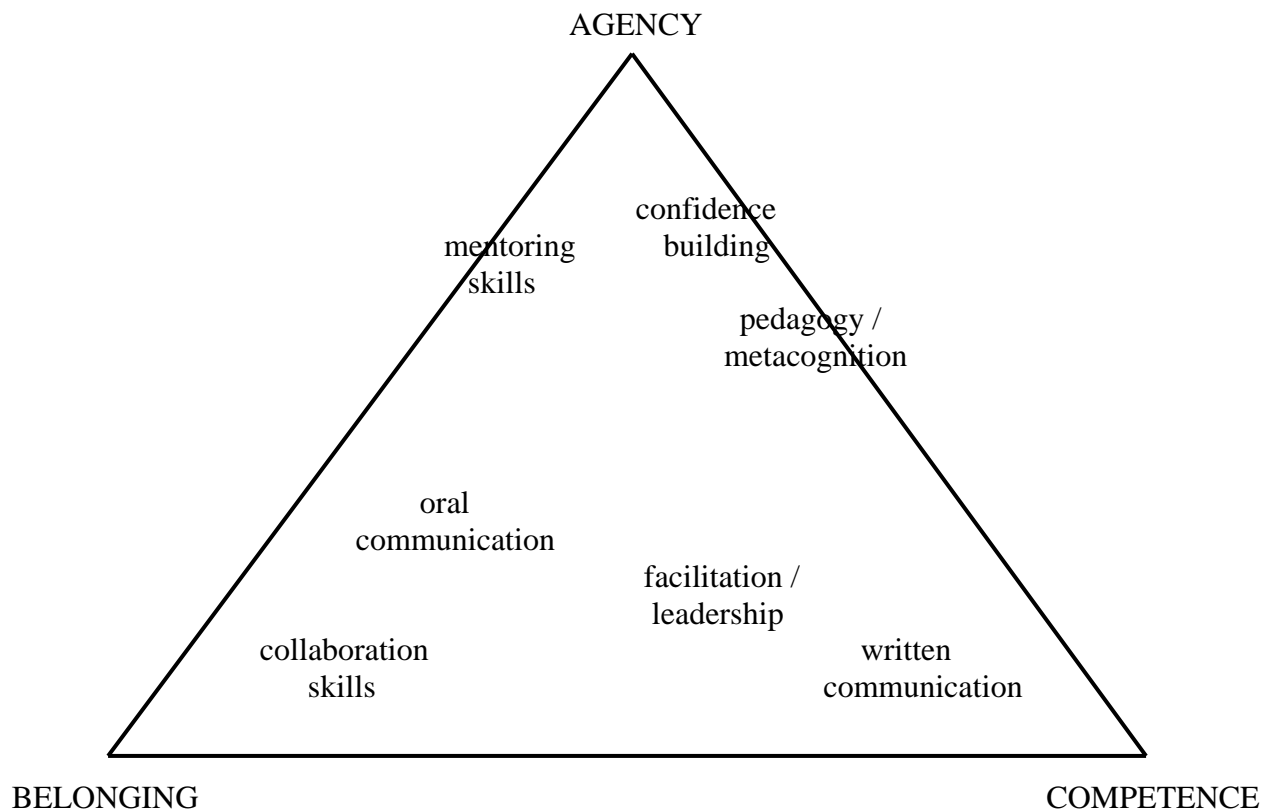 AGENCY
confidence
building
mentoring
skills
pedagogy /
metacognition
oral
communication
facilitation /
leadership
collaboration
skills
written
communication
BELONGING
COMPETENCE